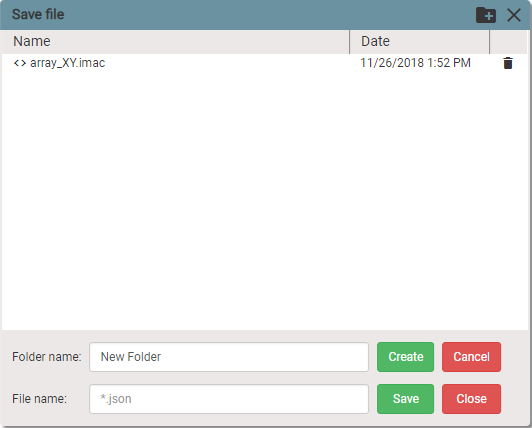 Save file
Name Date
<> array_XY.imac 11/26/2018 1:52 PM
Folder name: New Folder Create Cancel
File name: *.json Save Close